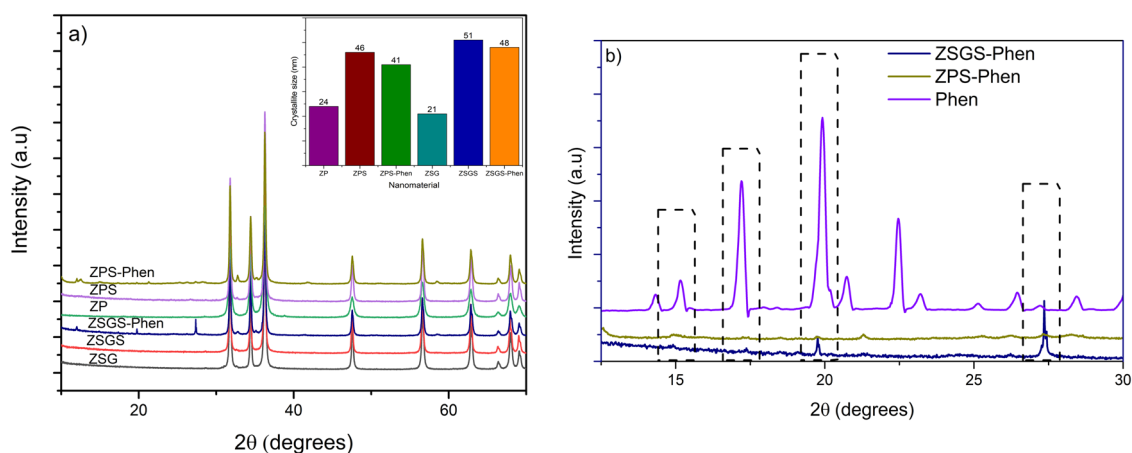 a)
Intensity (a.u)
ZPS-Phen
ZPS
ZP
ZSGS-Phen
ZSGS
ZSG
20
40
60
2θ (degrees)
Crystallite size (nm)
24
46
41
21
51
48
ZP
ZPS
ZPS-Phen
ZSG
ZSGS
ZSGS-Phen
Nanomaterial
b)
Intensity (a.u)
ZSGS-Phen
ZPS-Phen
Phen
15
20
25
30
2θ (degrees)